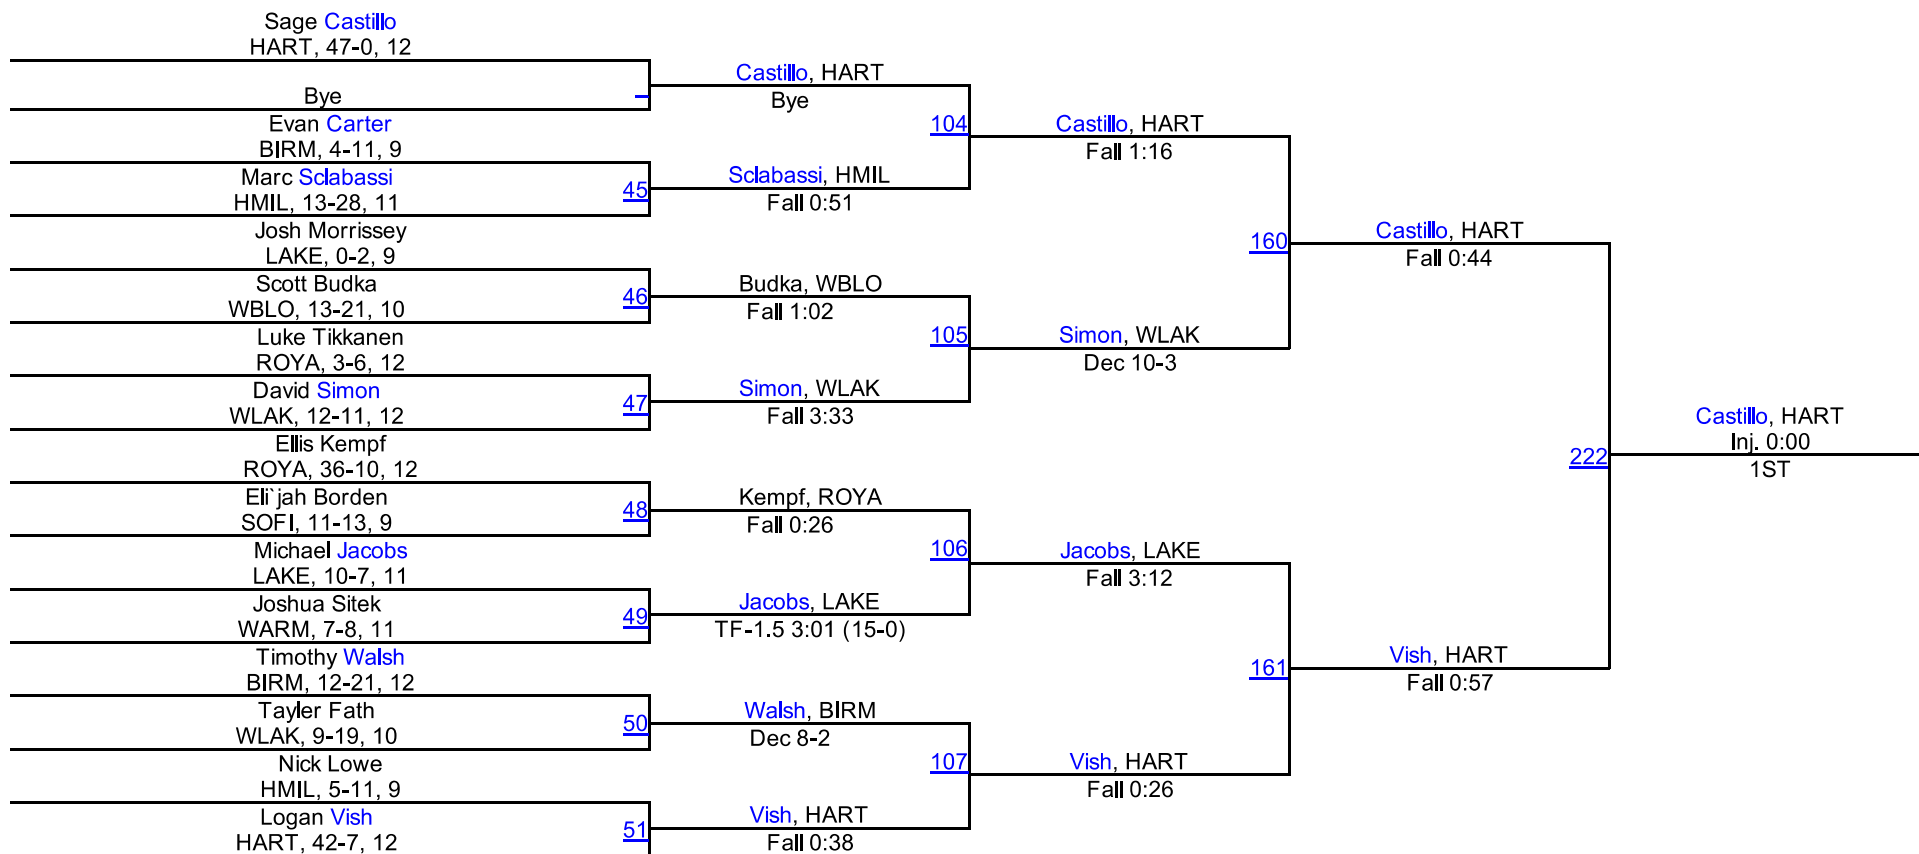 Sage Castillo
HART, 47-0, 12
Bye
Evan Carter
BIRM, 4-11, 9
Marc Sclabassi
HMIL, 13-28, 11
45
Josh Morrissey
LAKE, 0-2, 9
Scott Budka
WBLO, 13-21, 10
46
Luke Tikkanen
ROYA, 3-6, 12
David Simon
WLAK, 12-11, 12
47
Ellis Kempf
ROYA, 36-10, 12
Eli`jah Borden
SOFI, 11-13, 9
48
Michael Jacobs
LAKE, 10-7, 11
Joshua Sitek
WARM, 7-8, 11
49
Timothy Walsh
BIRM, 12-21, 12
Tayler Fath
WLAK, 9-19, 10
50
Nick Lowe
HMIL, 5-11, 9
Logan Vish
HART, 42-7, 12
51
Castillo, HART
Bye
104
Sclabassi, HMIL
Fall 0:51
Budka, WBLO
Fall 1:02
105
Simon, WLAK
Fall 3:33
Kempf, ROYA
Fall 0:26
106
Jacobs, LAKE
TF-1.5 3:01 (15-0)
Walsh, BIRM
Dec 8-2
107
Vish, HART
Fall 0:38
Castillo, HART
Fall 1:16
160
Simon, WLAK
Dec 10-3
Jacobs, LAKE
Fall 3:12
161
Vish, HART
Fall 0:26
Castillo, HART
Fall 0:44
222
Vish, HART
Fall 0:57
Castillo, HART
Inj. 0:00
1ST